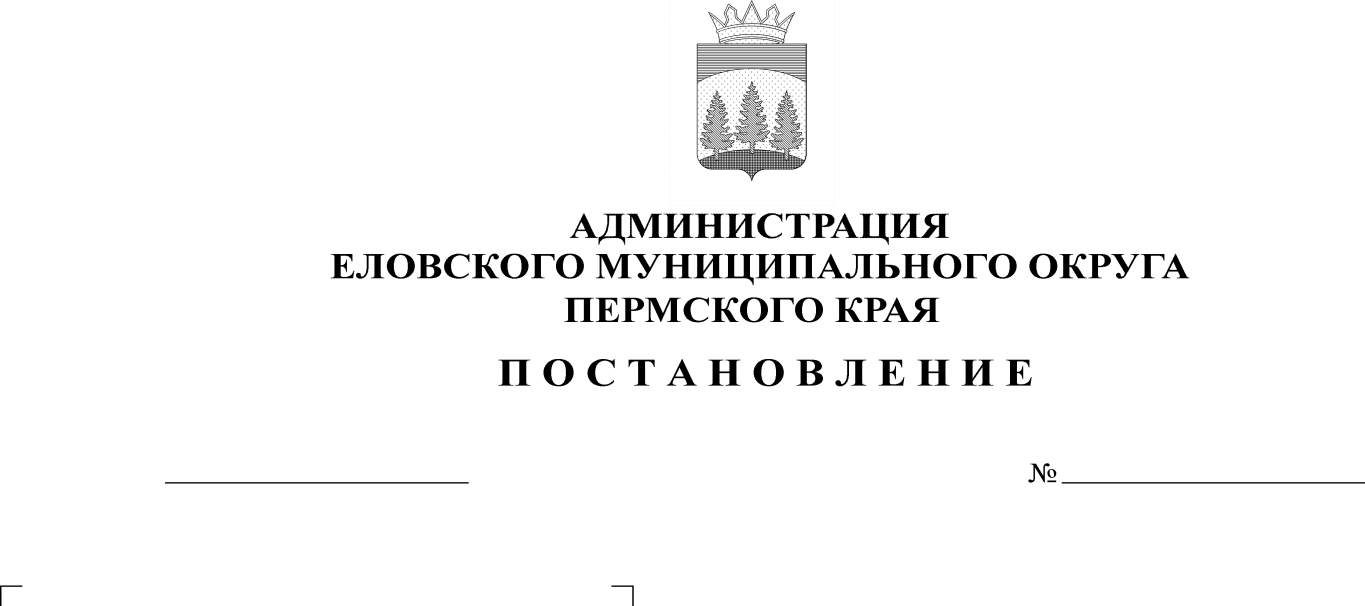 АДМИНИСТРАЦИЯ
ЕЛОВСКОГО МУНИЦИПАЛЬНОГО ОКРУГА
ПЕРМСКОГО КРАЯ
П О С Т А Н О В Л Е Н И Е
№